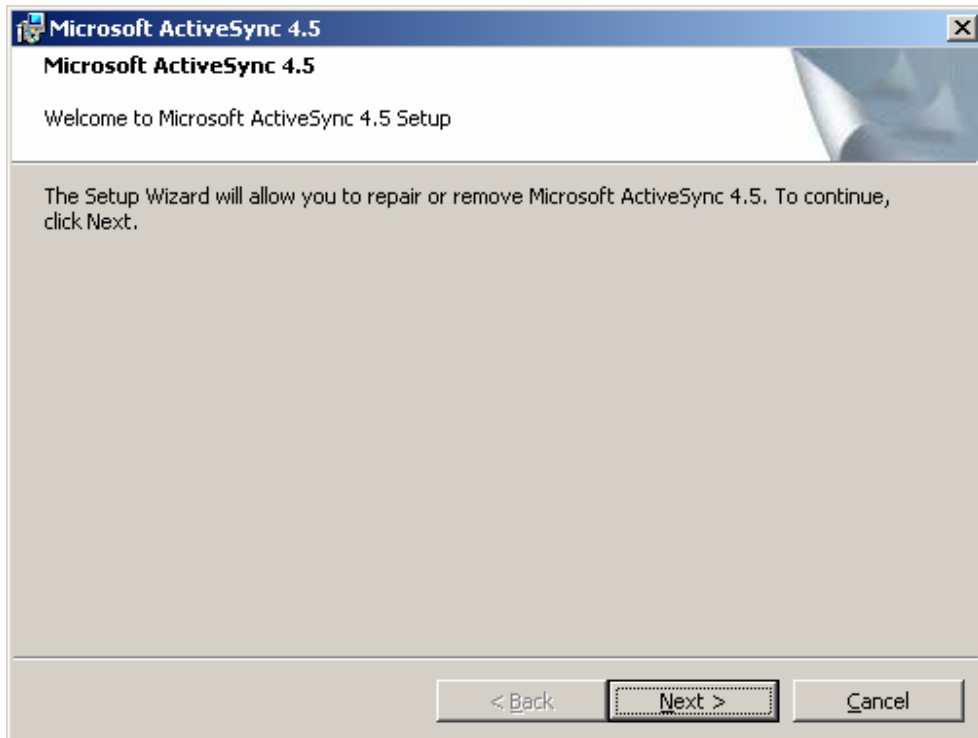 Microsoft ActiveSync 4.5
Microsoft ActiveSync 4.5
Welcome to Microsoft ActiveSync 4.5 Setup
The Setup Wizard will allow you to repair or remove Microsoft ActiveSync 4.5. To continue,
click Next.
< Back
Next >
Cancel